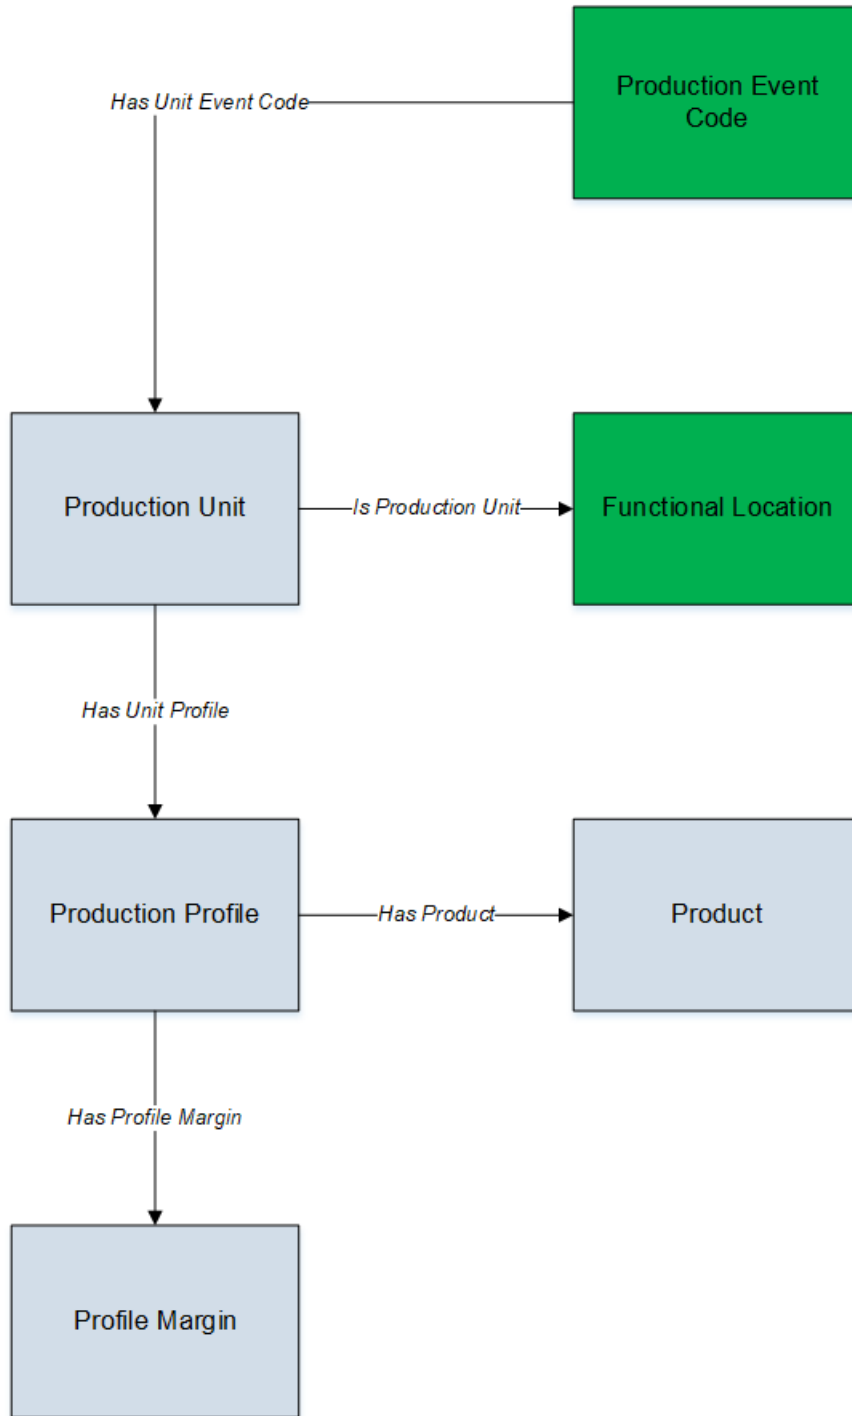 Production Event
Code
Has Unit Event Code
Production Unit
Is Production Unit
Functional Location
Has Unit Profile
Production Profile
Has Product
Product
Has Profile Margin
Profile Margin